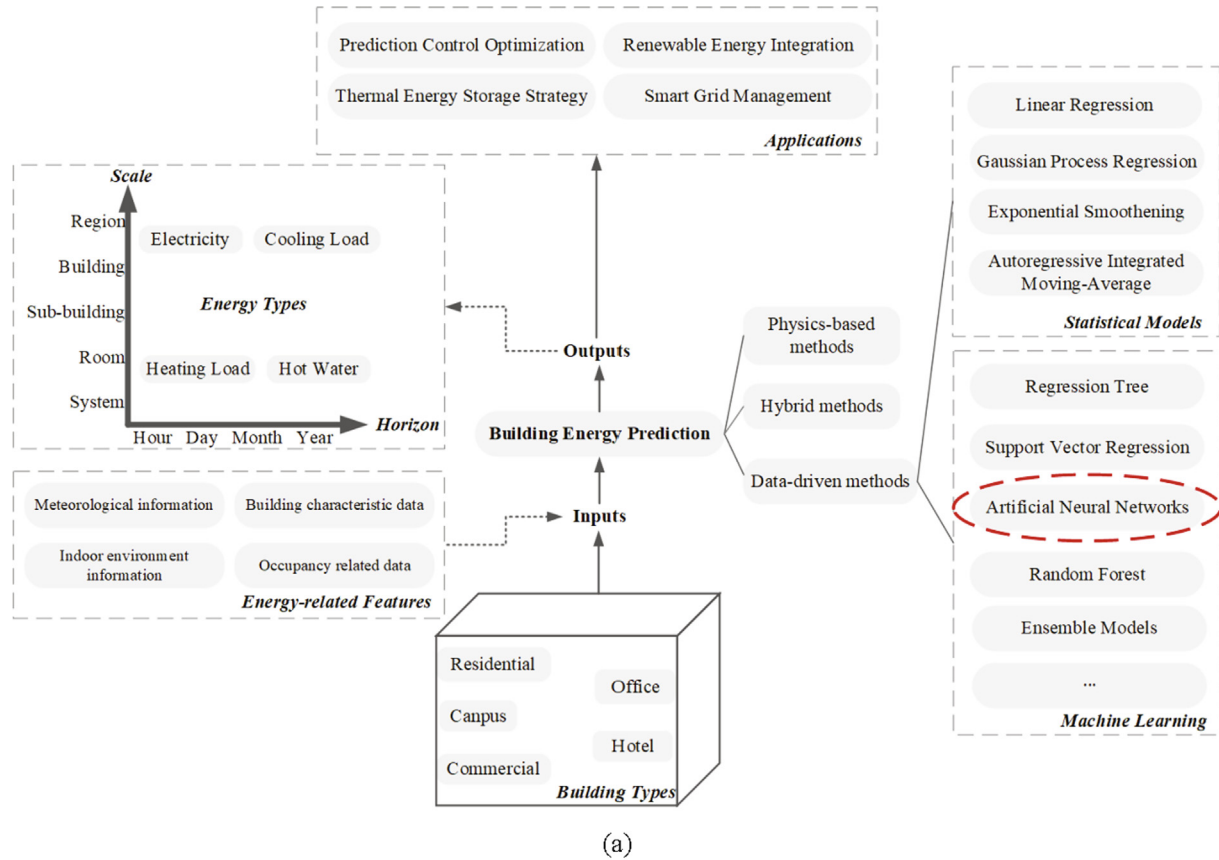 Prediction Control Optimization
Renewable Energy Integration
Thermal Energy Storage Strategy
Smart Grid Management
Applications
Scale
Region
Building
Sub-building
Room
System
Electricity
Cooling Load
Energy Types
Heating Load
Hot Water
Hour Day Month Year
Horizon
Meteorological information
Building characteristic data
Indoor environment
information
Occupancy related data
Energy-related Features
Outputs
Building Energy Prediction
Inputs
Residential
Office
Canpus
Hotel
Commercial
Building Types
Physics-based
methods
Hybrid methods
Data-driven methods
Linear Regression
Gaussian Process Regression
Exponential Smoothening
Autoregressive Integrated
Moving-Average
Statistical Models
Regression Tree
Support Vector Regression
Artificial Neural Networks
Random Forest
Ensemble Models
...
Machine Learning
(a)